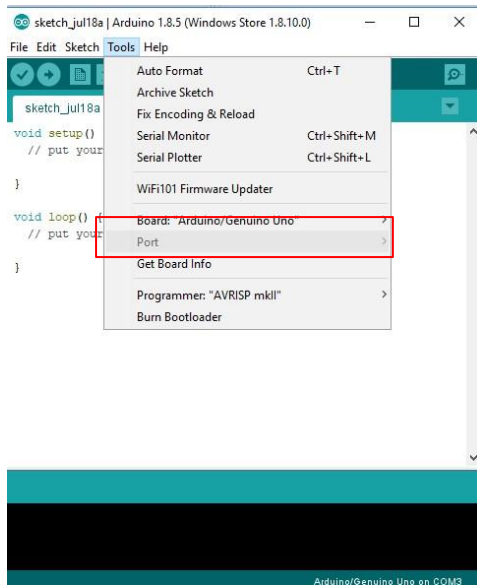 sketch_jul18a | Arduino 1.8.5 (Windows Store 1.8.10.0)
File Edit Sketch Tools Help
sketch_jul18a
void setup()
// put your
}
void loop() {
// put your
}
Auto Format Ctrl+T
Archive Sketch
Fix Encoding & Reload
Serial Monitor Ctrl+Shift+M
Serial Plotter Ctrl+Shift+L
WiFi101 Firmware Updater
Board: "Arduino/Genuino Uno"
Port
Get Board Info
Programmer: "AVRISP mkII"
Burn Bootloader
Arduino/Genuino Uno on COM3